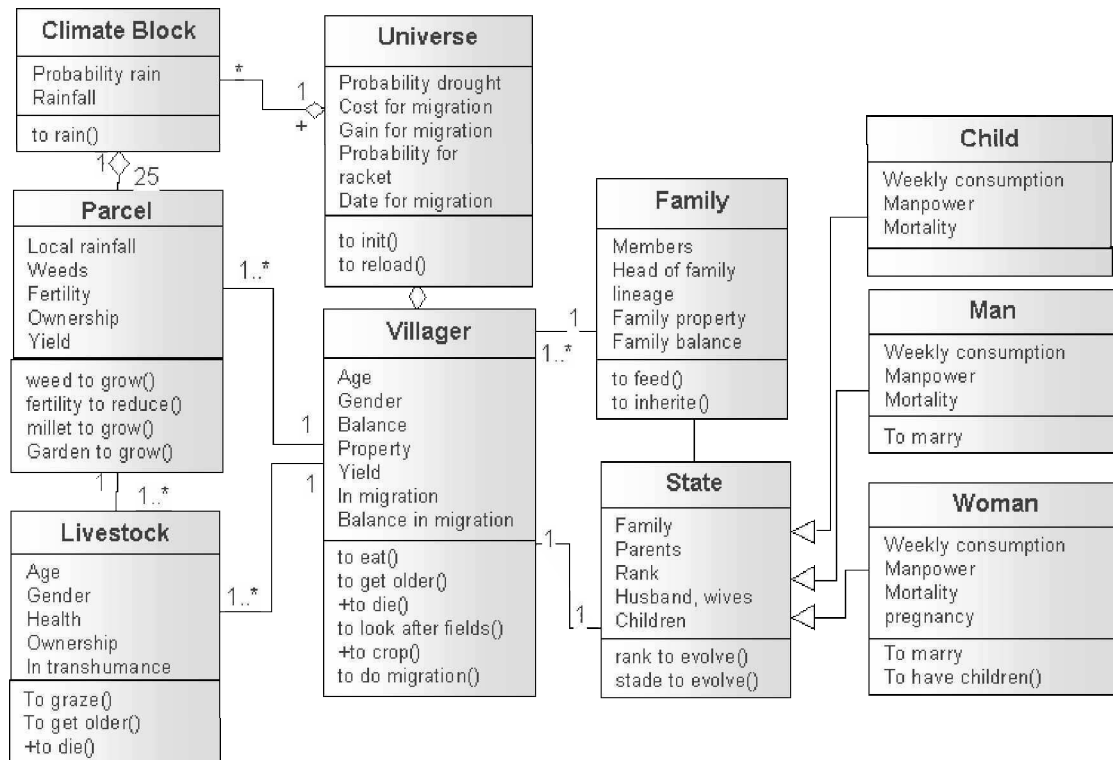 Climate Block
Probability rain
Rainfall
to rain()
*
1
+
1
25
Universe
Probability drought
Cost for migration
Gain for migration
Probability for
racket
Date for migration
to init()
to reload()
Parcel
Local rainfall
Weeds
Fertility
Ownership
Yield
weed to grow()
fertility to reduce()
millet to grow()
Garden to grow()
1..*
1
1
1..*
Livestock
Age
Gender
Health
Ownership
In transhumance
To graze()
To get older()
+to die()
1..*
1
Villager
Age
Gender
Balance
Property
Yield
In migration
Balance in migration
to eat()
to get older()
+to die()
to look after fields()
+to crop()
to do migration()
1
1..*
1
1
Family
Members
Head of family
lineage
Family property
Family balance
to feed()
to inherite()
State
Family
Parents
Rank
Husband, wives
Children
rank to evolve()
stade to evolve()
Child
Weekly consumption
Manpower
Mortality
Man
Weekly consumption
Manpower
Mortality
To marry
Woman
Weekly consumption
Manpower
Mortality
pregnancy
To marry
To have children()